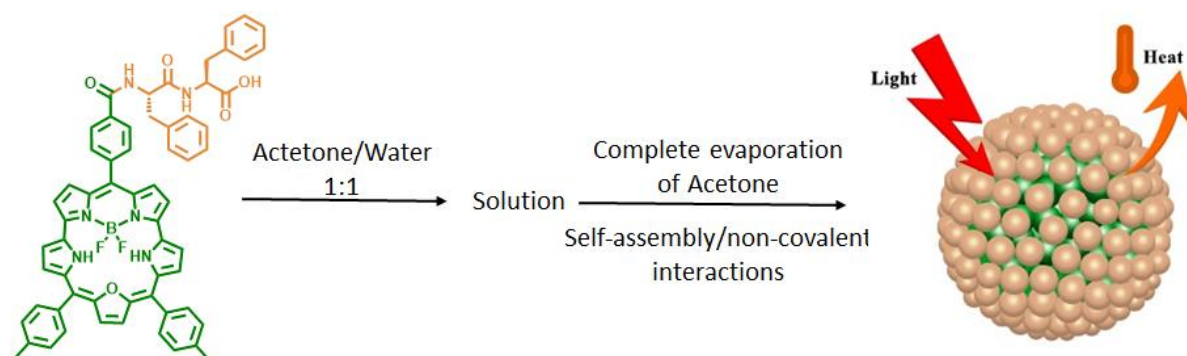 O
H
N
O
N
H
O
OH
Actetone/Water
1:1
Solution
Complete evaporation
of Acetone
Self-assembly/non-covalent
interactions
Light
Heat
N
B
N
F
F
NH
HN
O